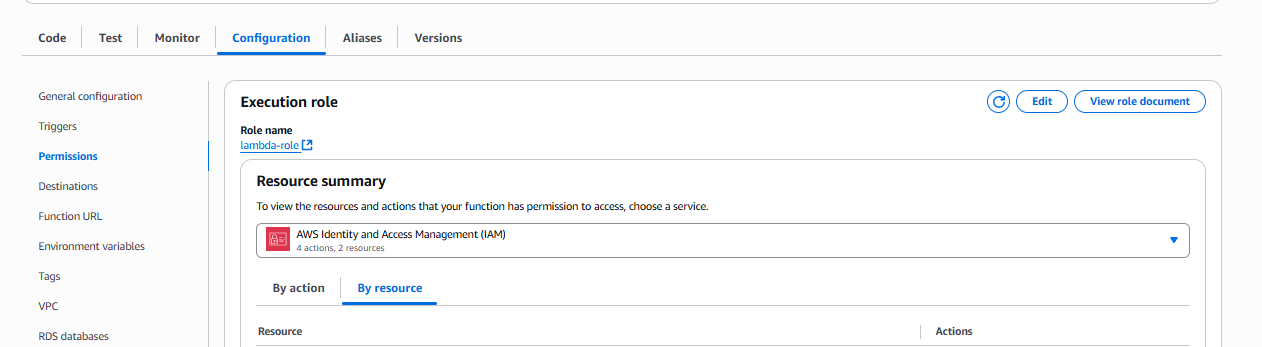 Code Test Monitor Configuration Aliases Versions
General configuration
Triggers
Permissions
Destinations
Function URL
Environment variables
Tags
VPC
RDS databases
Execution role
Edit View role document
Role name
lambda-role
Resource summary
To view the resources and actions that your function has permission to access, choose a service.
AWS Identity and Access Management (IAM)
4 actions, 2 resources
By action By resource
Resource Actions